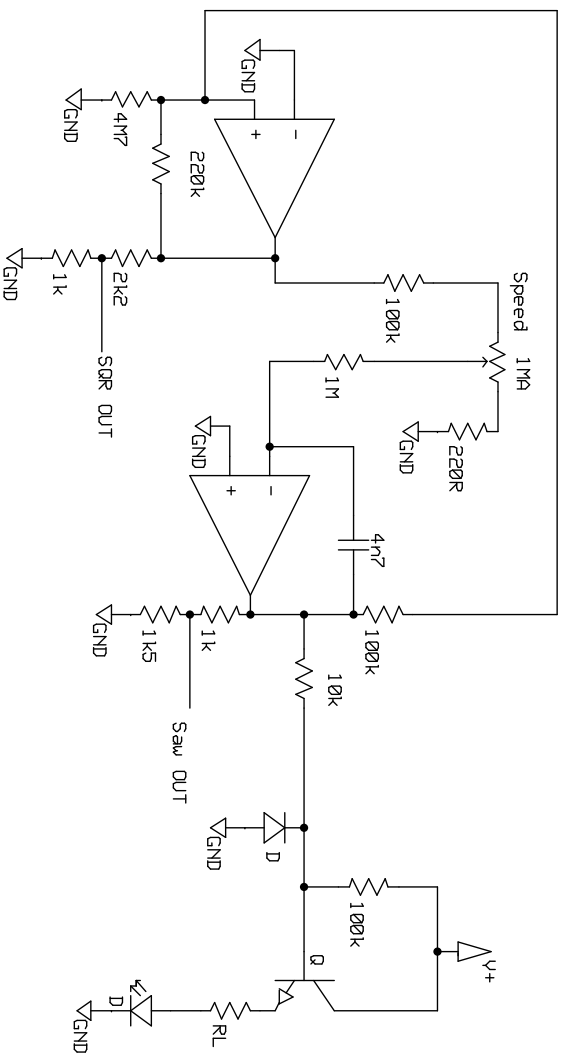 Speed
1MA
Y+
220R
GND
100k
4n7
100k
100k
1M
10k
Q
−
+
GND
−
+
D
220k
GND
GND
RL
1k
Saw OUT
4M7
2k2
1k5
D
SQR OUT
GND
GND
GND
1k
GND